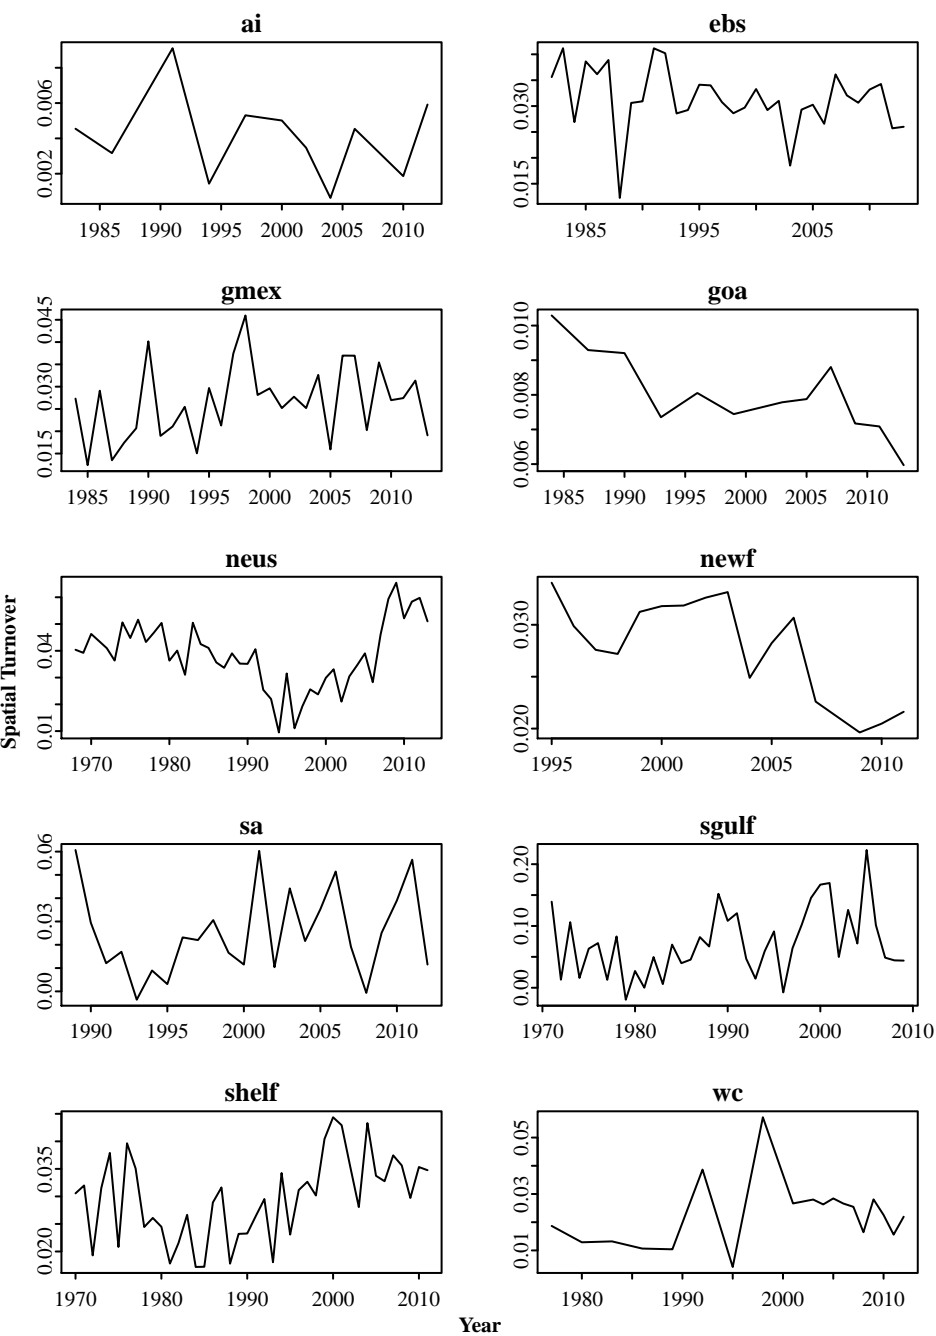 ai
0.002 0.006
1985 1990 1995 2000 2005 2010
ebs
0.015 0.030
1985 1995 2005
gmex
0.015 0.030 0.045
1985 1990 1995 2000 2005 2010
goa
0.006 0.008 0.010
1985 1990 1995 2000 2005 2010
neus
0.01 0.04
1970 1980 1990 2000 2010
newf
0.020 0.030
1995 2000 2005 2010
Spatial Turnover
sa
0.00 0.03 0.06
1990 1995 2000 2005 2010
sgulf
0.00 0.10 0.20
1970 1980 1990 2000 2010
shelf
0.020 0.035
1970 1980 1990 2000 2010
wc
0.01 0.03 0.05
1980 1990 2000 2010
Year